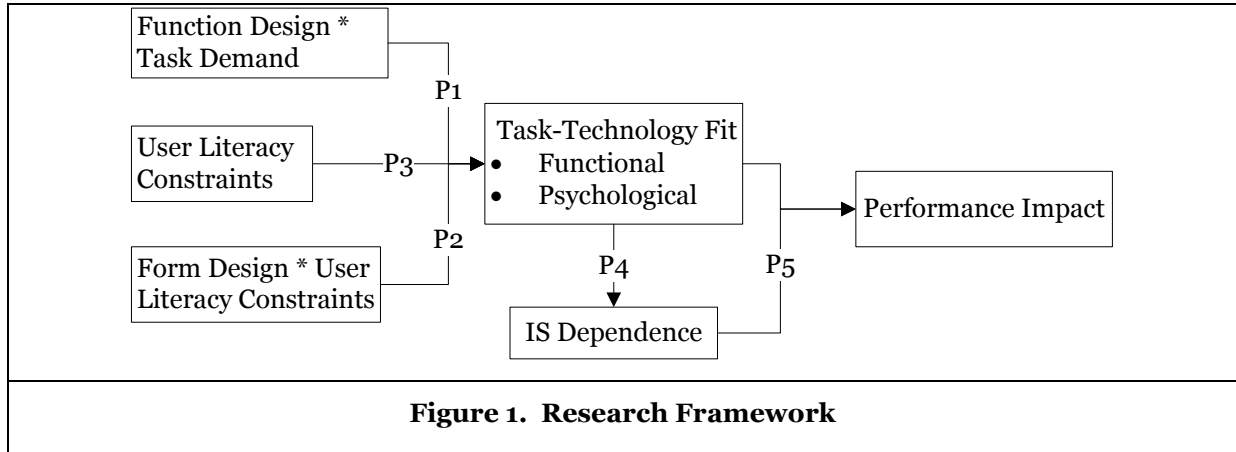 Function Design *
Task Demand
P1
User Literacy
Constraints
P3
Task-Technology Fit
• Functional
• Psychological
Performance Impact
P2
Form Design * User
Literacy Constraints
P4
P5
IS Dependence
Figure 1. Research Framework